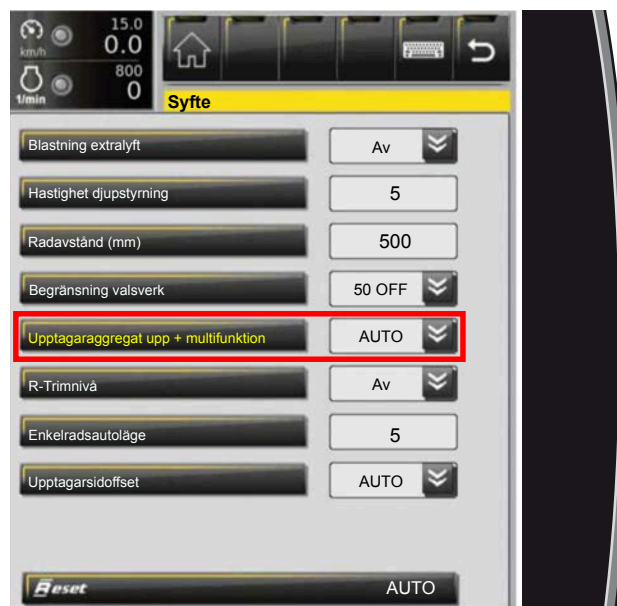 15.0
km/h 0.0
800
1/min 0
Syfte
Blastning extralyft Av
Hastighet djupstyrning 5
Radavstånd (mm) 500
Begränsning valsverk 50 OFF
Upptagaraggregat upp + multifunktion AUTO
R-Trimnivå Av
Enkelradsautoläge 5
Upptagarsidoffset AUTO
Reset AUTO